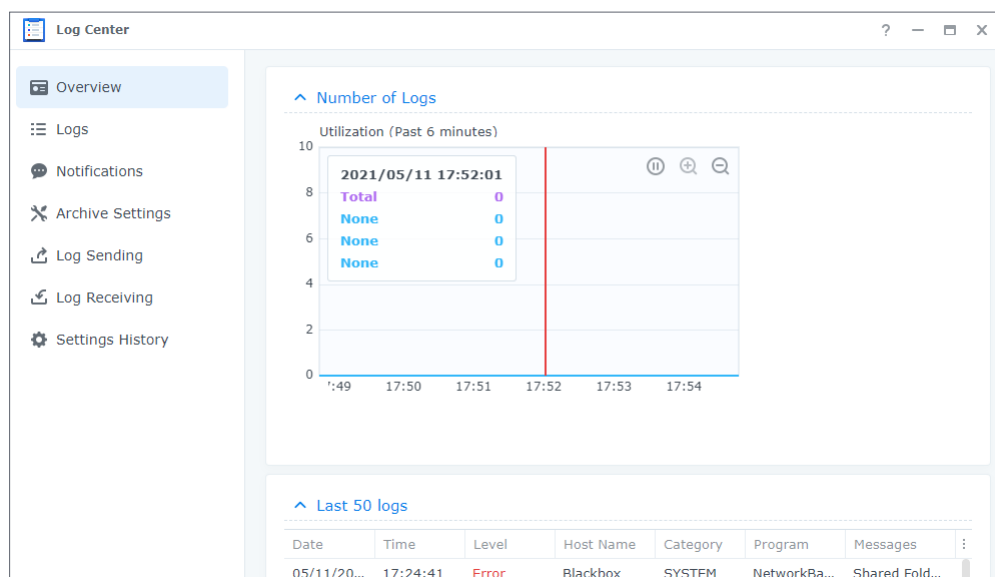 Log Center
?
Overview
Logs
Notifications
Archive Settings
Log Sending
Log Receiving
Settings History
Number of Logs
Utilization (Past 6 minutes)
10
8
6
4
2
0
2021/05/11 17:52:01
Total 0
None 0
None 0
None 0
':49 17:50 17:51 17:52 17:53 17:54
Last 50 logs
Date Time Level Host Name Category Program Messages
05/11/20... 17:24:41 Error Blackbox SYSTEM NetworkBa... Shared Fold...